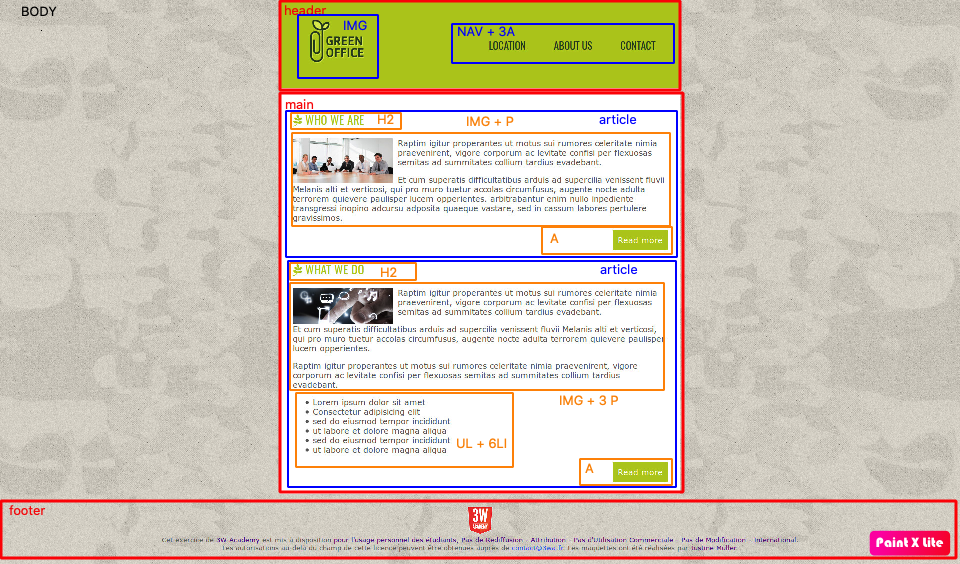 BODY
header
IMG
GREEN
OFFICE
NAV + 3A
LOCATION ABOUT US CONTACT
main
WHO WE ARE H2
IMG + P
article
Raptim igitur properantes ut motus sui rumores celeritate nimia
praevenirent, vigore corporum ac levitate confisi per flexuosas
semitas ad summitates collium tardius evadebant.
Et cum superatis difficultatibus arduis ad supercilia venissent fluvii
Melanis alti et verticosi, qui pro muro tuetur accolas circumfusus, augente nocte adulta
terrorem quievere paulisper lucem opperientes. arbitrabantur enim nullo inpediente
transgressi inopino adcursu adposita quaeque vastare, sed in cassum labores pertulere
gravissimos.
A
Read more
WHAT WE DO H2
article
Raptim igitur properantes ut motus sui rumores celeritate nimia
praevenirent, vigore corporum ac levitate confisi per flexuosas
semitas ad summitates collium tardius evadebant.
Et cum superatis difficultatibus arduis ad supercilia venissent fluvii Melanis alti et verticosi,
qui pro muro tuetur accolas circumfusus, augente nocte adulta terrorem quievere paulisper
lucem opperientes.
Raptim igitur properantes ut motus sui rumores celeritate nimia praevenirent, vigore
corporum ac levitate confisi per flexuosas semitas ad summitates collium tardius
evadebant.
IMG + 3 P
• Lorem ipsum dolor sit amet
• Consectetur adipisicing elit
• sed do eiusmod tempor incididunt
• ut labore et dolore magna aliqua
• sed do eiusmod tempor incididunt
• ut labore et dolore magna aliqua
UL + 6LI
A
Read more
footer
3W
ACADEMY
Cet exercice de 3W Academy est mis à disposition pour l'usage personnel des étudiants, Pas de Rediffusion - Attribution - Pas d'Utilisation Commerciale - Pas de Modification - International.
Les autorisations au-delà du champ de cette licence peuvent être obtenues auprès de contact@3wa.fr. Les maquettes ont été réalisées par Justine Muller.
Paint X Lite